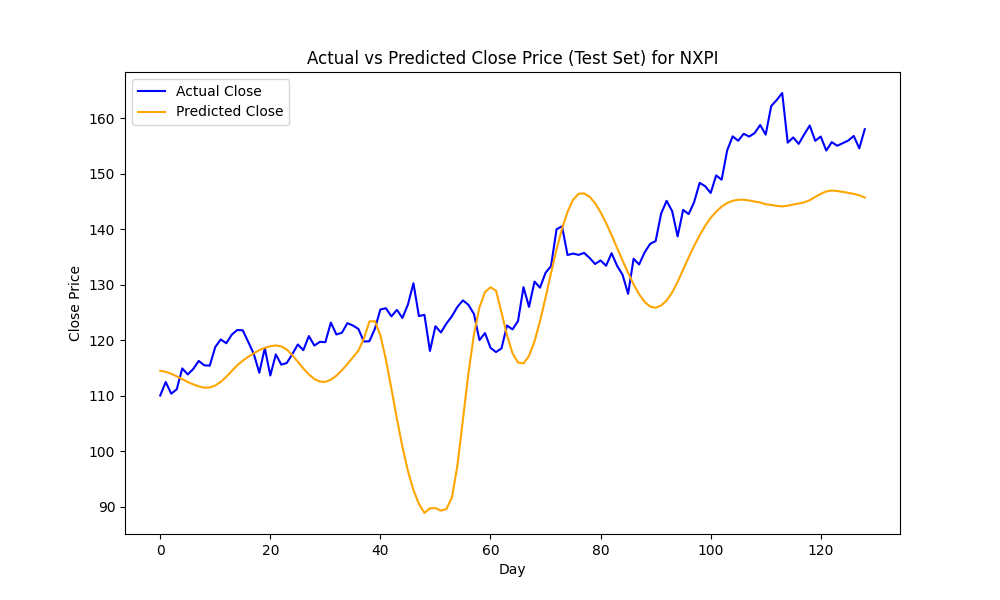 Actual vs Predicted Close Price (Test Set) for NXPI
Actual Close
Predicted Close
Close Price
160
150
140
130
120
110
100
90
0 20 40 60 80 100 120
Day